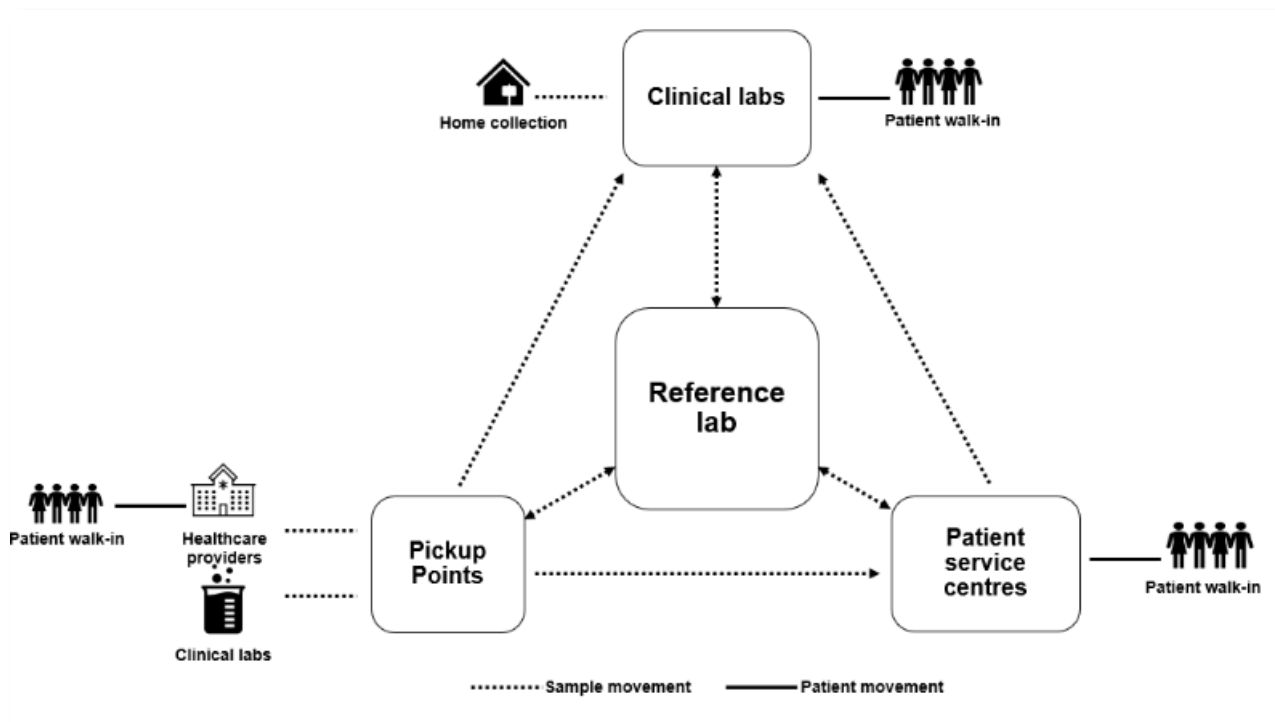 Clinical labs
Home collection
Patient walk-in
Reference
lab
Patient walk-in
Healthcare
providers
Clinical labs
Pickup
Points
Patient
service
centres
Patient walk-in
Sample movement
Patient movement